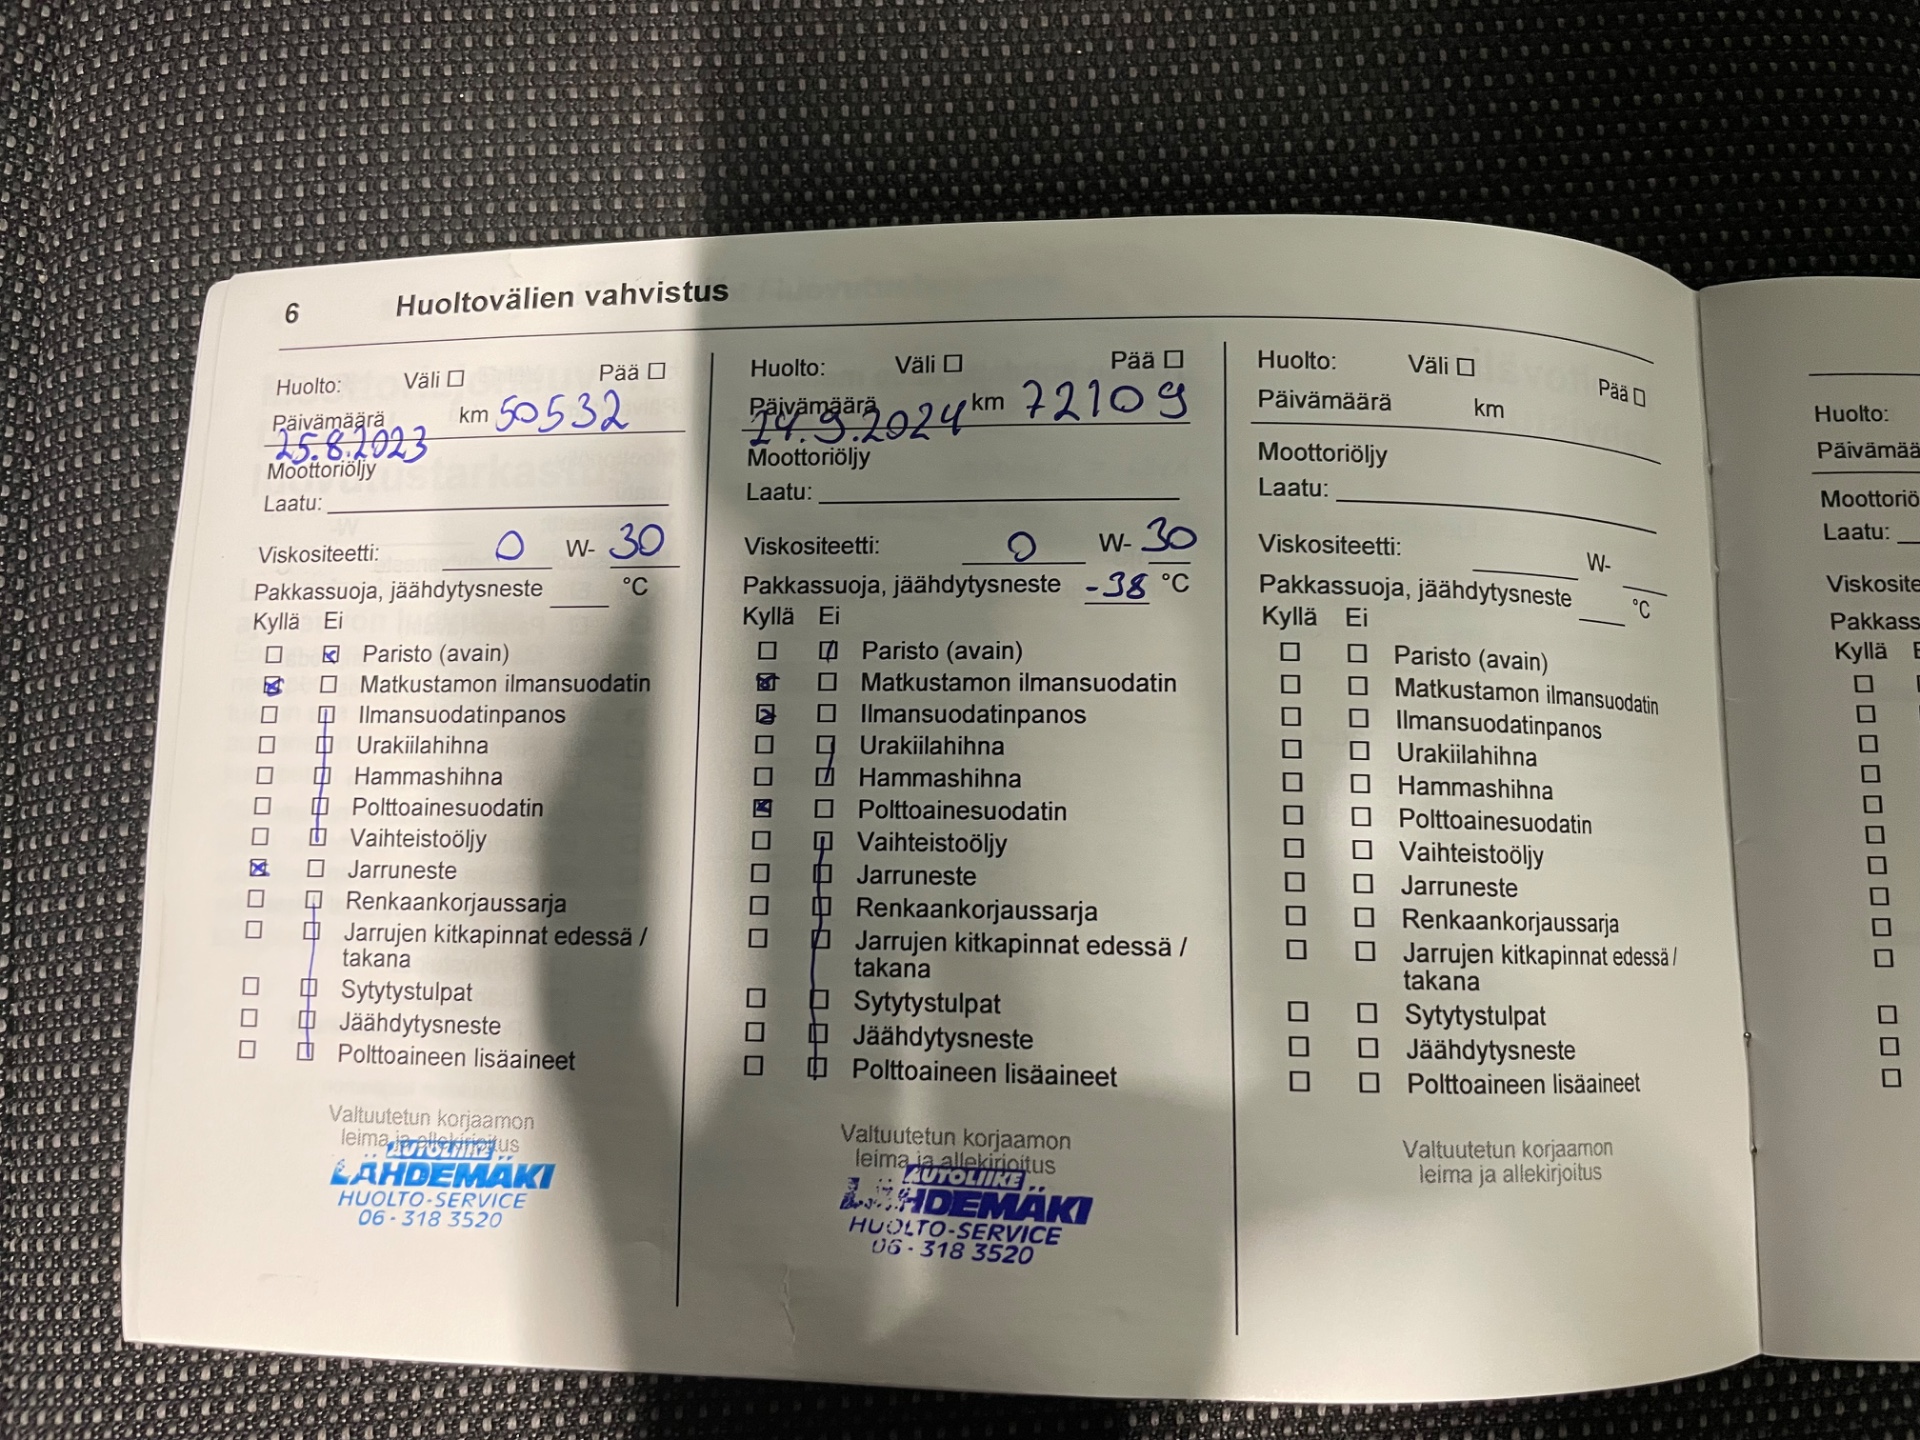 6 Huoltovälien vahvistus
Huolto: Väli ☐ Pää ☐
Päivämäärä km 50532
25.8.2023
Moottoriöljy
Laatu:
Viskositeetti: 0 W- 30
Pakkassuoja, jäähdytysneste °C
Kyllä Ei
Paristo (avain)
Matkustamon ilmansuodatin
Ilmansuodatinpanos
Urakiilahihna
Hammashihna
Polttoainesuodatin
Vaihteistoöljy
Jarruneste
Renkaankorjaussarja
Jarrujen kitkapinnat edessä /
takana
Sytytystulpat
Jäähdytysneste
Polttoaineen lisäaineet
Valtuutetun korjaamon
leima ja allekirjoitus
AUTOLIIKE
LÄHDEMÄKI
HUOLTO-SERVICE
06 - 318 3520
Huolto: Väli ☐ Pää ☐
Päivämäärä km 72109
24.9.2024
Moottoriöljy
Laatu:
Viskositeetti: 0 W- 30
Pakkassuoja, jäähdytysneste -38 °C
Kyllä Ei
Paristo (avain)
Matkustamon ilmansuodatin
Ilmansuodatinpanos
Urakiilahihna
Hammashihna
Polttoainesuodatin
Vaihteistoöljy
Jarruneste
Renkaankorjaussarja
Jarrujen kitkapinnat edessä /
takana
Sytytystulpat
Jäähdytysneste
Polttoaineen lisäaineet
Valtuutetun korjaamon
leima ja allekirjoitus
AUTOLIIKE
LÄHDEMÄKI
HUOLTO-SERVICE
06 - 318 3520
Huolto: Väli ☐ Pää ☐
Päivämäärä km
Moottoriöljy
Laatu:
Viskositeetti: W-
Pakkassuoja, jäähdytysneste °C
Kyllä Ei
Paristo (avain)
Matkustamon ilmansuodatin
Ilmansuodatinpanos
Urakiilahihna
Hammashihna
Polttoainesuodatin
Vaihteistoöljy
Jarruneste
Renkaankorjaussarja
Jarrujen kitkapinnat edessä /
takana
Sytytystulpat
Jäähdytysneste
Polttoaineen lisäaineet
Valtuutetun korjaamon
leima ja allekirjoitus
Huolto:
Päivämää
Moottoriö
Laatu:
Viskosite
Pakkass
Kyllä